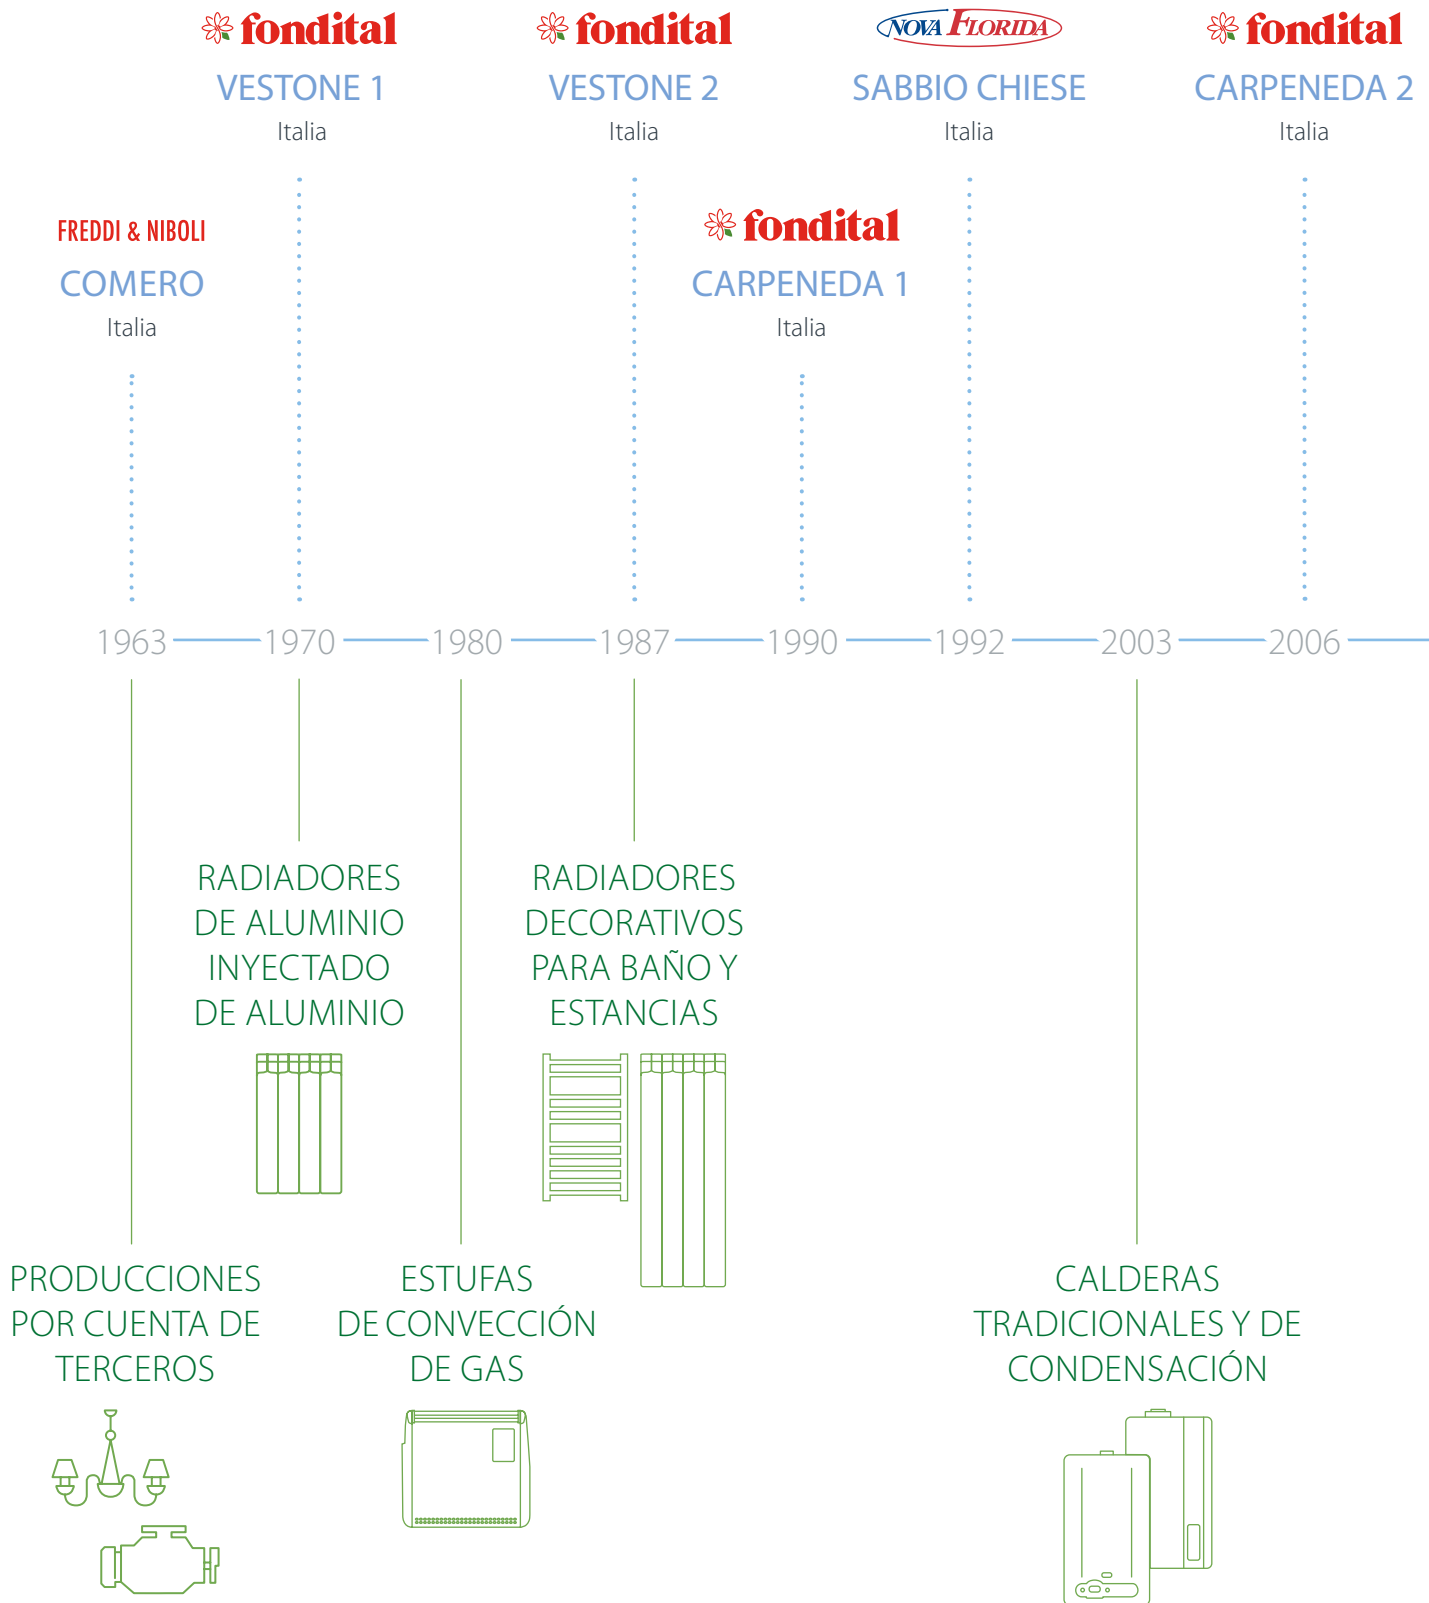 fondital
VESTONE 1
Italia
fondital
VESTONE 2
Italia
NOVA FLORIDA
SABBIO CHIESE
Italia
fondital
CARPENEDA 2
Italia
FREDDI & NIBOLI
COMERO
Italia
fondital
CARPENEDA 1
Italia
1963 1970 1980 1987 1990 1992 2003 2006
RADIADORES
DE ALUMINIO
INYECTADO
DE ALUMINIO
RADIADORES
DECORATIVOS
PARA BAÑO Y
ESTANCIAS
PRODUCCIONES
POR CUENTA DE
TERCEROS
ESTUFAS
DE CONVECCIÓN
DE GAS
CALDERAS
TRADICIONALES Y DE
CONDENSACIÓN